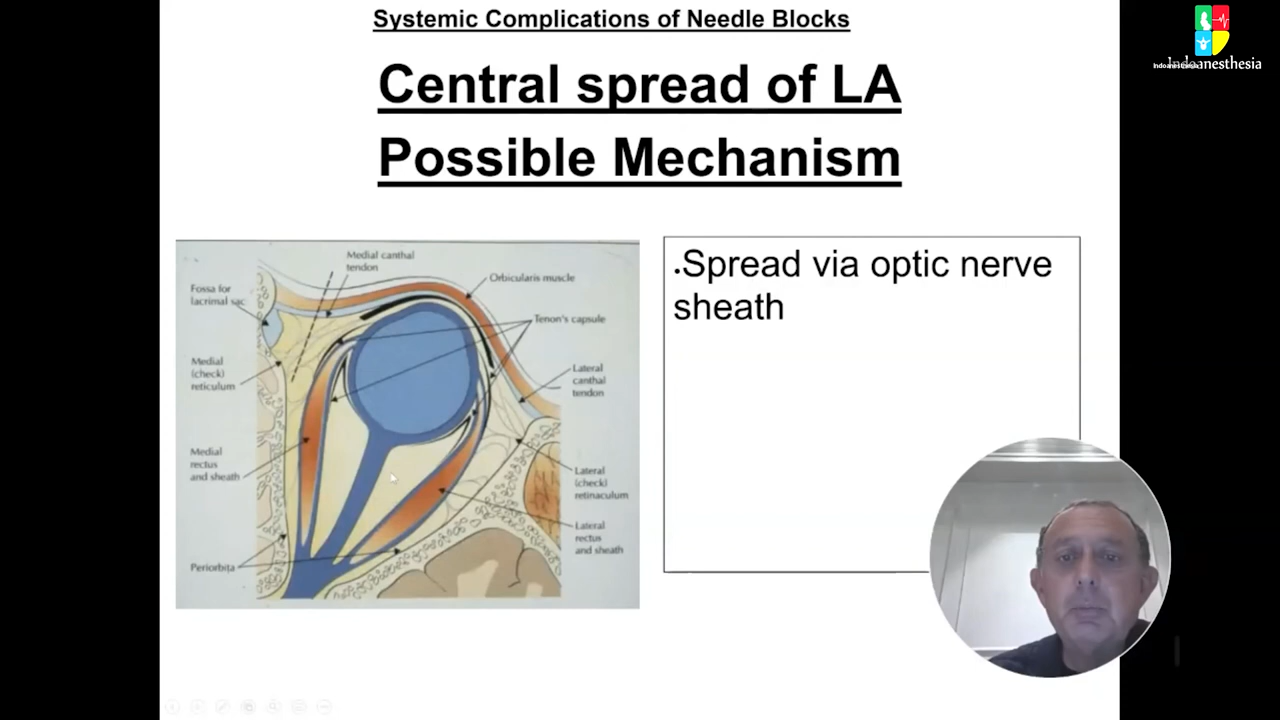 Systemic Complications of Needle Blocks
Indoanesthesia
Central spread of LA
Possible Mechanism
Medial canthal
tendon
Orbicularis muscle
Fossa for
lacrimal sac
Tenon's capsule
Medial
(check)
reticulum
Lateral
canthal
tendon
Medial
rectus
and sheath
Lateral
(check)
retinaculum
Lateral
rectus
and sheath
Periorbita
.Spread via optic nerve
sheath